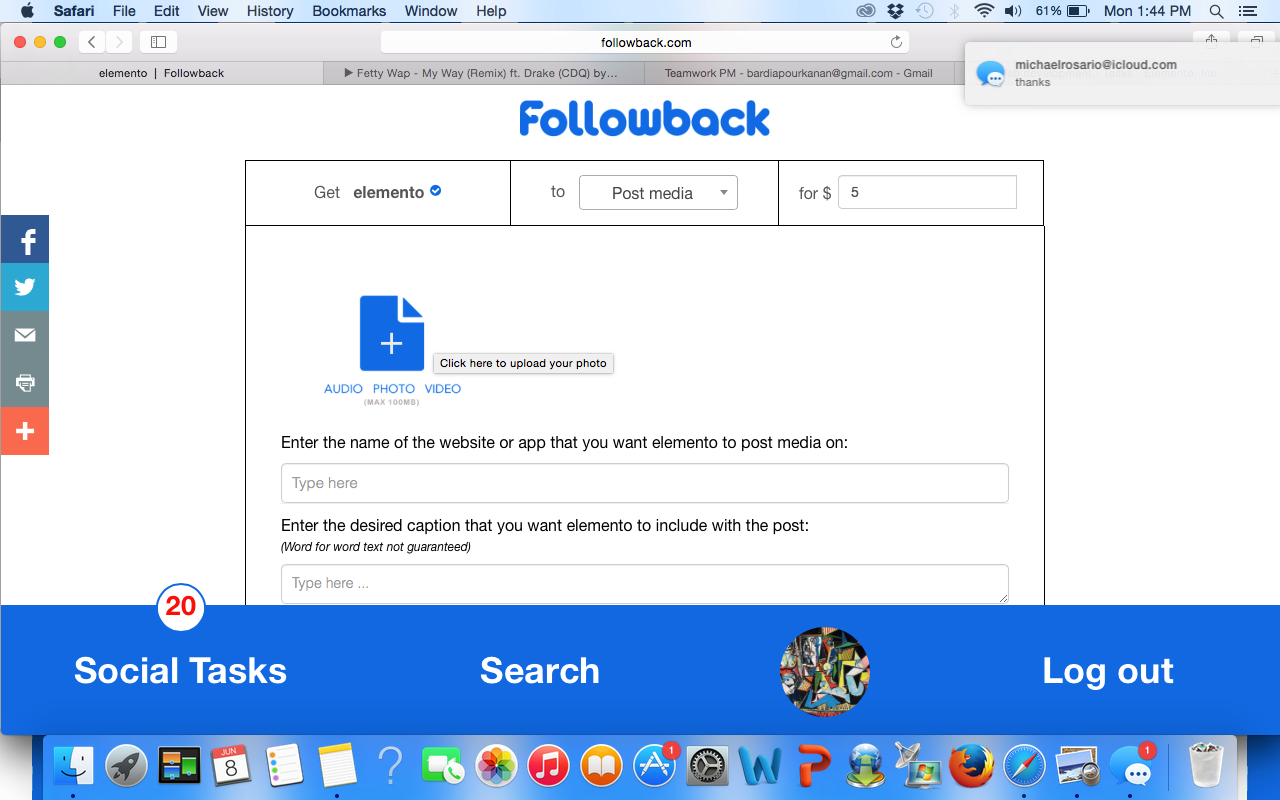 Safari File Edit View History Bookmarks Window Help 61% Mon 1:44 PM
followback.com
elemento | Followback
Fetty Wap - My Way (Remix) ft. Drake (CDQ) by...
Teamwork PM - bardiapourkanan@gmail.com - Gmail
michaelrosario@icloud.com
thanks
Followback
Get elemento to Post media for $ 5
Click here to upload your photo
AUDIO PHOTO VIDEO
(MAX 100MB)
Enter the name of the website or app that you want elemento to post media on:
Type here
Enter the desired caption that you want elemento to include with the post:
(Word for word text not guaranteed)
Type here ...
20
Social Tasks Search Log out
JUN
8
1
1